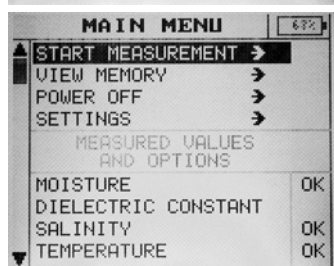 MAIN MENU 63%
START MEASUREMENT →
VIEW MEMORY →
POWER OFF →
SETTINGS →
MEASURED VALUES
AND OPTIONS
MOISTURE OK
DIELECTRIC CONSTANT
SALINITY OK
TEMPERATURE OK